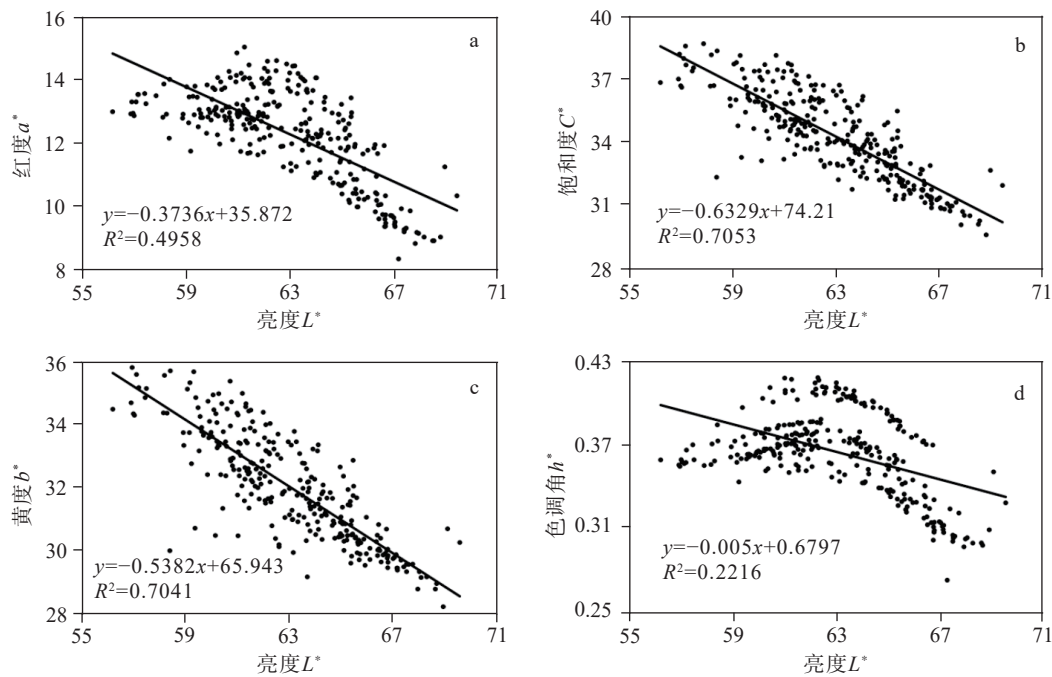 16
14
12
10
8
红度a*
a
y=−0.3736x+35.872
R²=0.4958
55 59 63 67 71
亮度L*
40
37
34
31
28
饱和度C*
b
y=−0.6329x+74.21
R²=0.7053
55 59 63 67 71
亮度L*
36
34
32
30
28
黄度b*
c
y=−0.5382x+65.943
R²=0.7041
55 59 63 67 71
亮度L*
0.43
0.37
0.31
0.25
色调角h*
d
y=−0.005x+0.6797
R²=0.2216
55 59 63 67 71
亮度L*